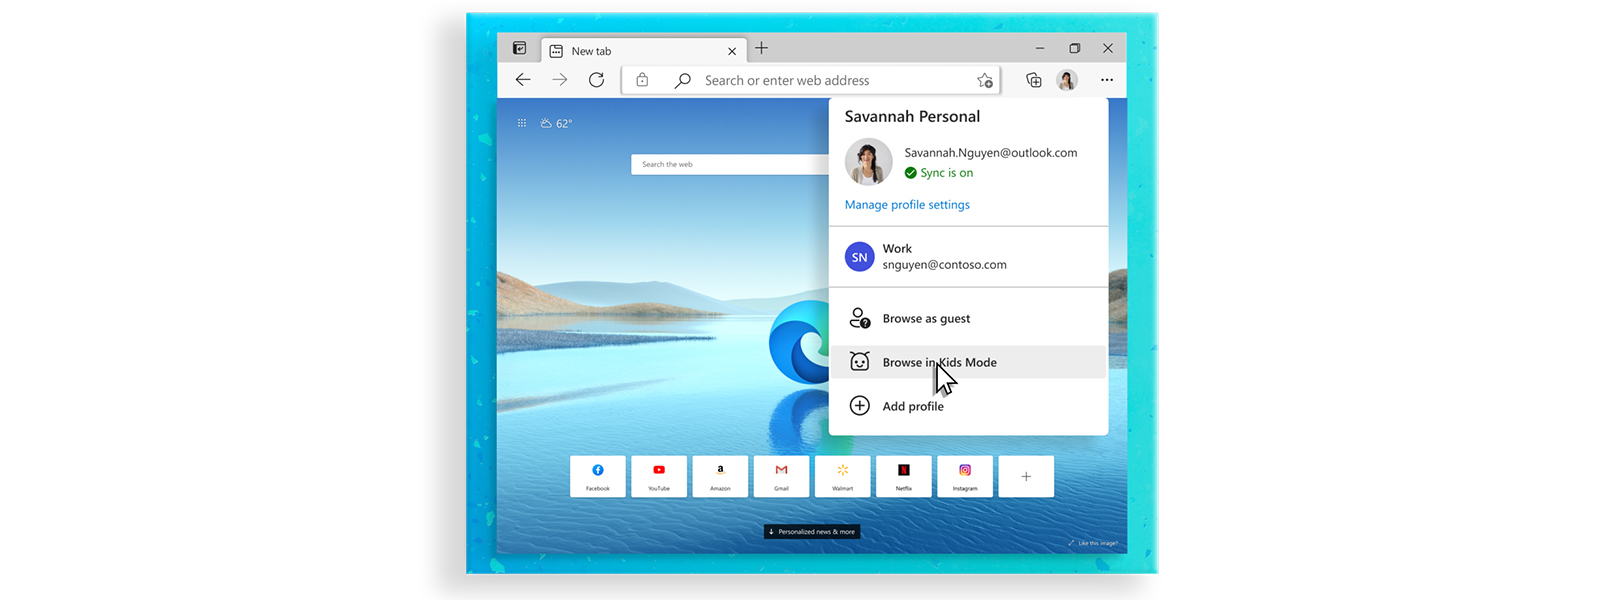 New tab
Search or enter web address
62°
Search the web
Savannah Personal
Savannah.Nguyen@outlook.com
Sync is on
Manage profile settings
SN
Work
snguyen@contoso.com
Browse as guest
Browse in Kids Mode
Add profile
Facebook
YouTube
a
Amazon
M
Gmail
Walmart
N
Netflix
Instagram
Personalized news & more
Like this image?